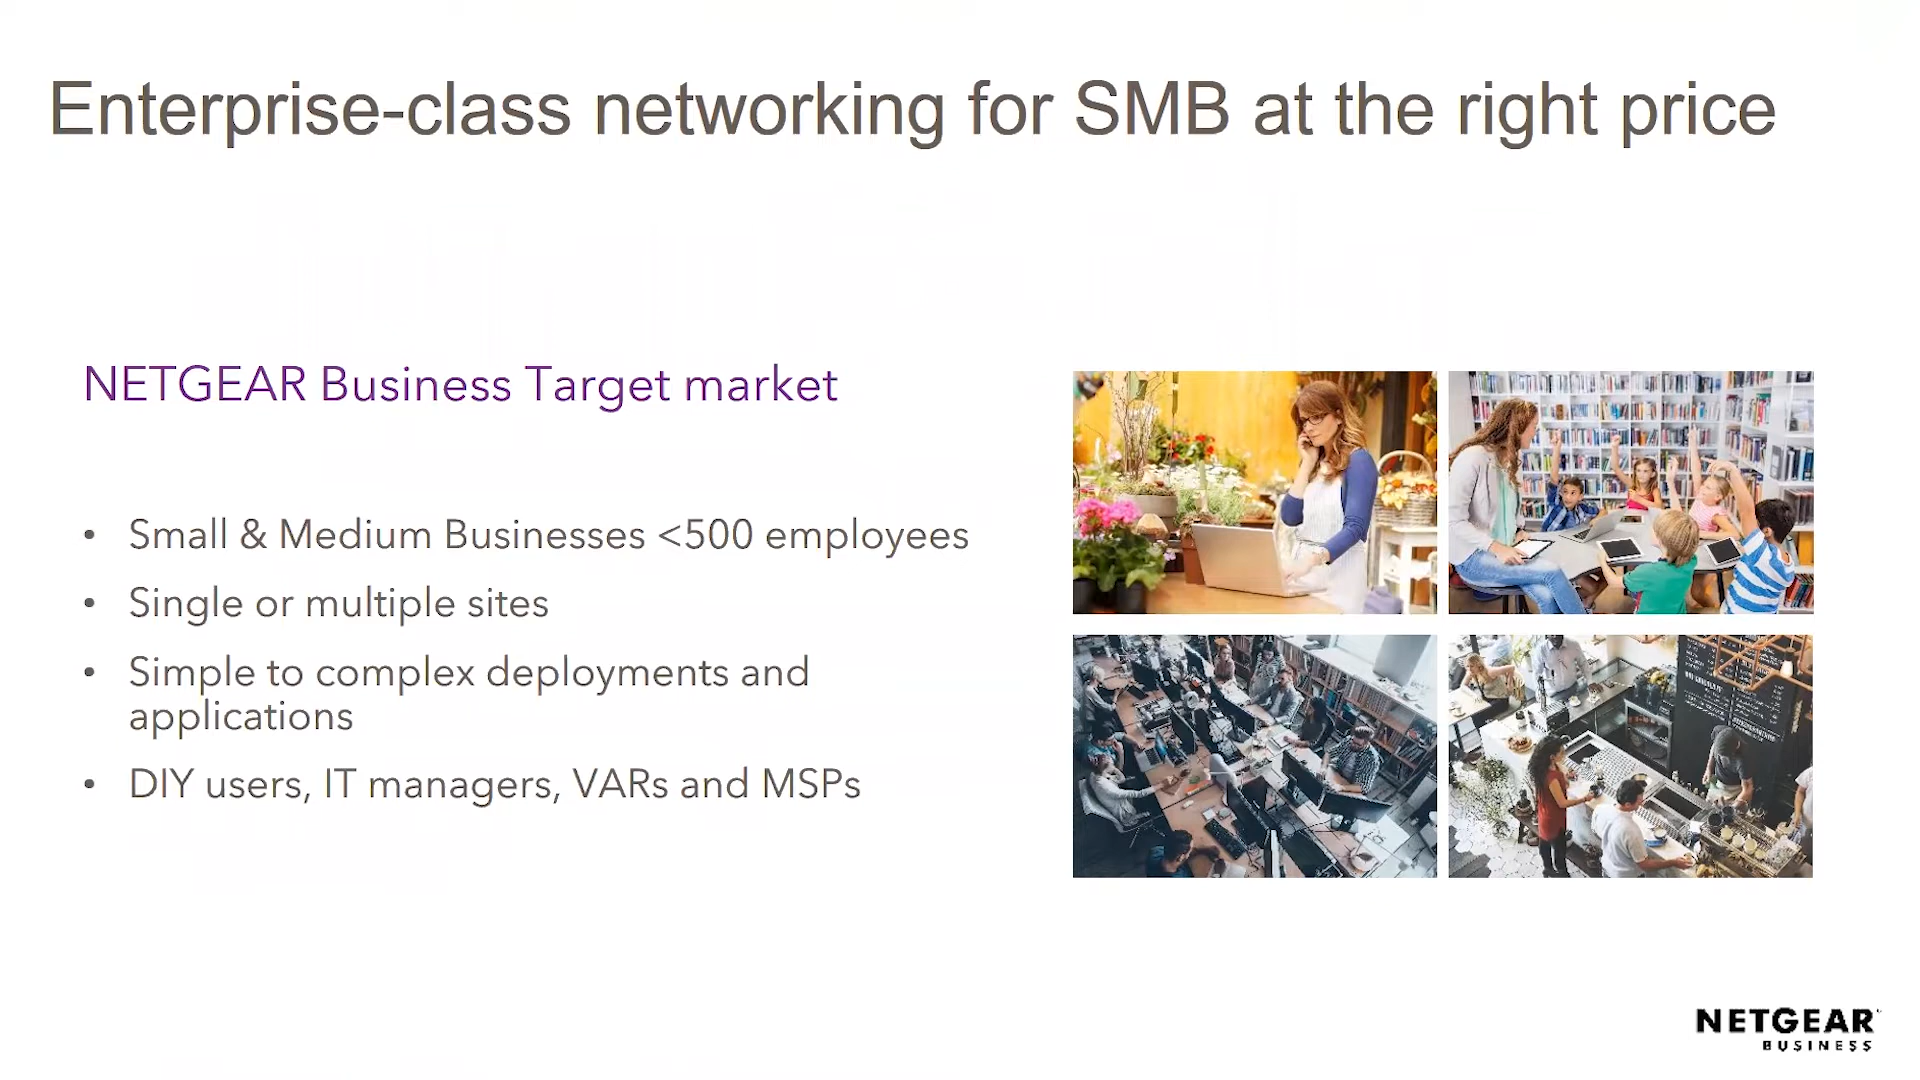 Enterprise-class networking for SMB at the right price
NETGEAR Business Target market
• Small & Medium Businesses <500 employees
• Single or multiple sites
• Simple to complex deployments and
applications
• DIY users, IT managers, VARs and MSPs
NETGEAR
BUSINESS